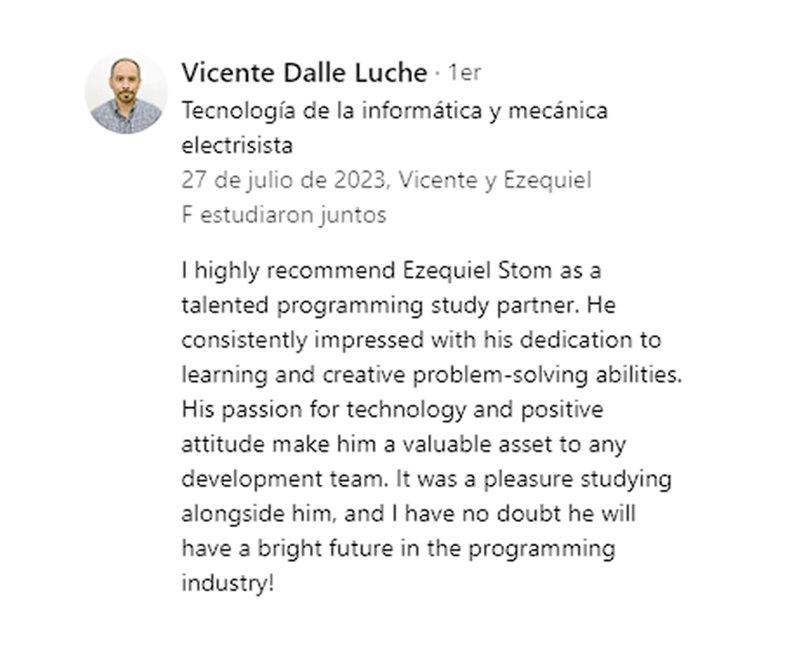 Vicente Dalle Luche · 1er
Tecnología de la informática y mecánica
electrisista
27 de julio de 2023, Vicente y Ezequiel
F estudiaron juntos
I highly recommend Ezequiel Stom as a
talented programming study partner. He
consistently impressed with his dedication to
learning and creative problem-solving abilities.
His passion for technology and positive
attitude make him a valuable asset to any
development team. It was a pleasure studying
alongside him, and I have no doubt he will
have a bright future in the programming
industry!